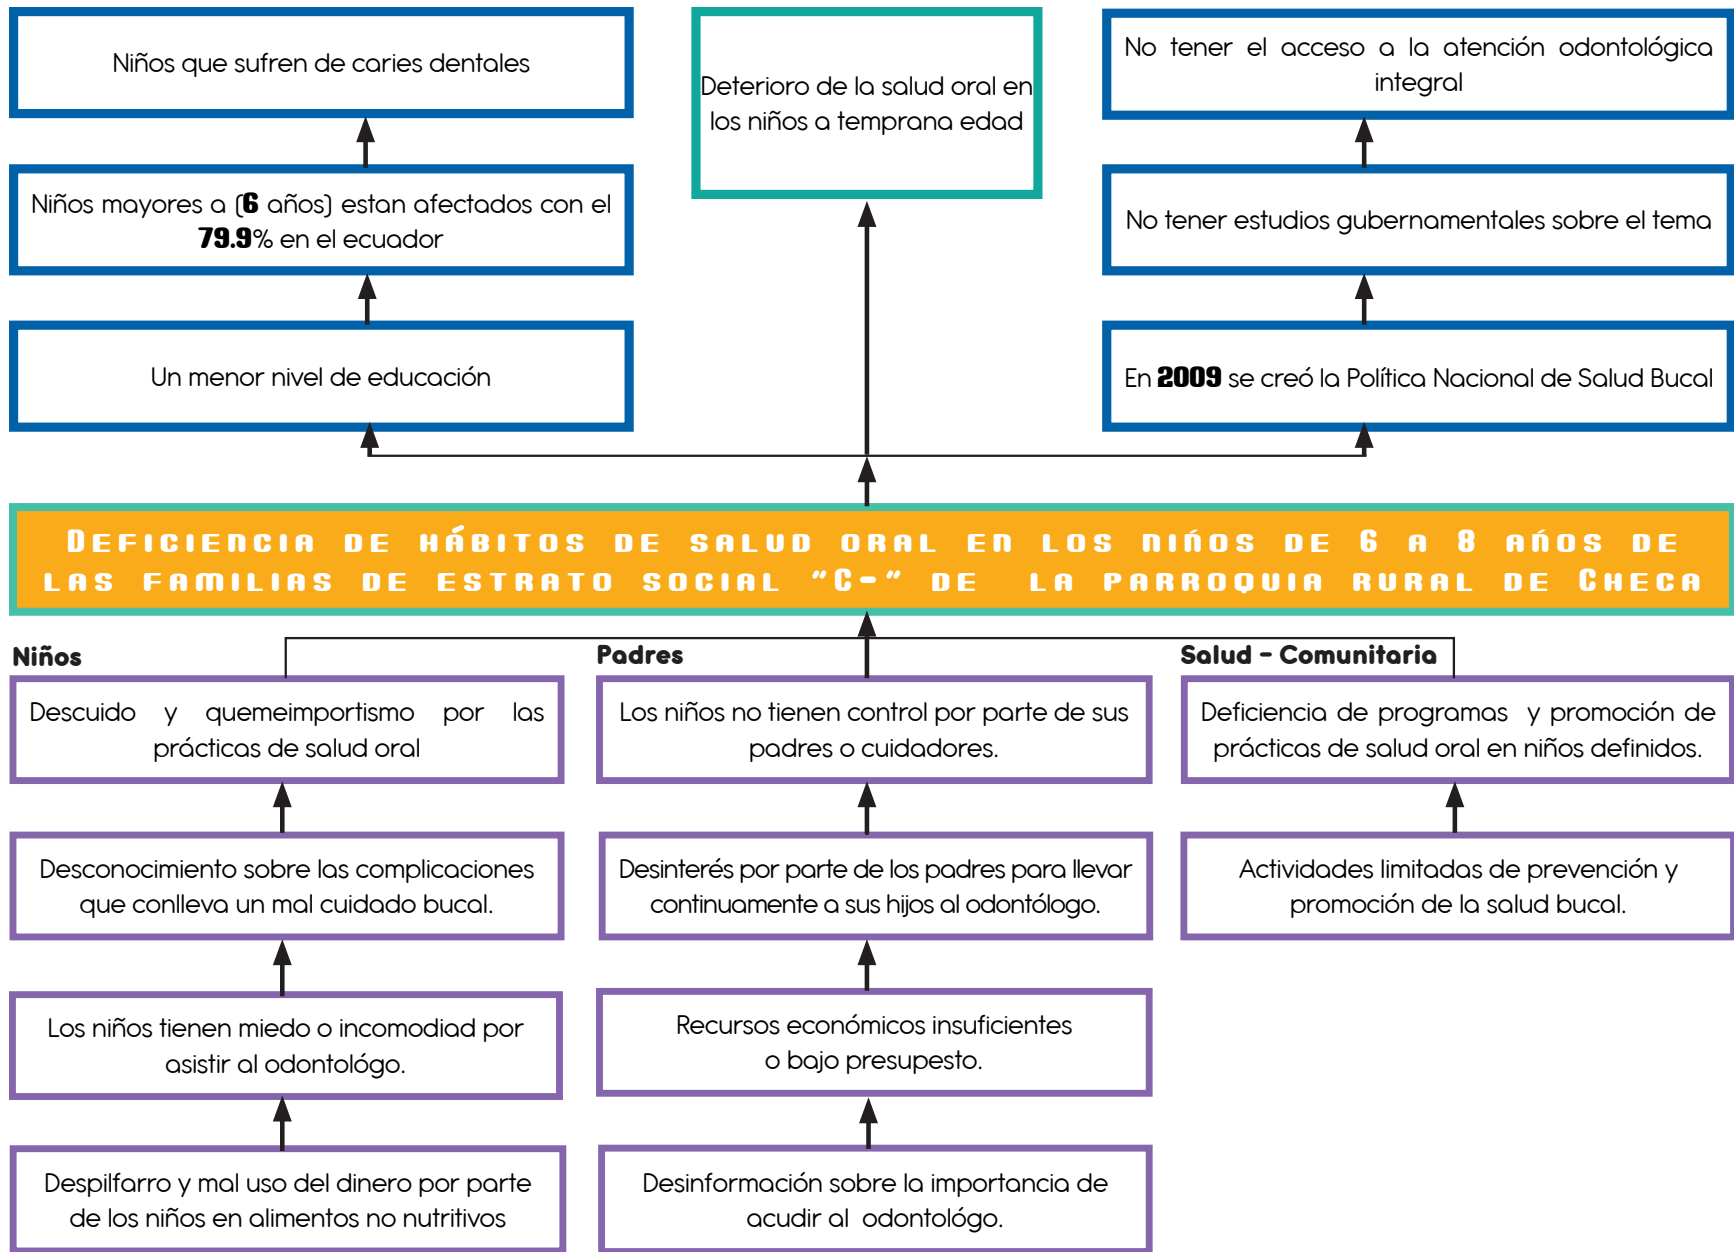 Niños que sufren de caries dentales
Niños mayores a (6 años) estan afectados con el
79.9% en el ecuador
Un menor nivel de educación
Deterioro de la salud oral en
los niños a temprana edad
No tener el acceso a la atención odontológica
integral
No tener estudios gubernamentales sobre el tema
En 2009 se creó la Política Nacional de Salud Bucal
Deficiencia de hábitos de salud oral en los niños de 6 a 8 años de
las familias de estrato social "C-" de la parroquia rural de Checa
Niños
Descuido y quemeimportismo por las
prácticas de salud oral
Desconocimiento sobre las complicaciones
que conlleva un mal cuidado bucal.
Los niños tienen miedo o incomodiad por
asistir al odontológo.
Despilfarro y mal uso del dinero por parte
de los niños en alimentos no nutritivos
Padres
Los niños no tienen control por parte de sus
padres o cuidadores.
Desinterés por parte de los padres para llevar
continuamente a sus hijos al odontólogo.
Recursos económicos insuficientes
o bajo presupesto.
Desinformación sobre la importancia de
acudir al odontológo.
Salud - Comunitaria
Deficiencia de programas y promoción de
prácticas de salud oral en niños definidos.
Actividades limitadas de prevención y
promoción de la salud bucal.